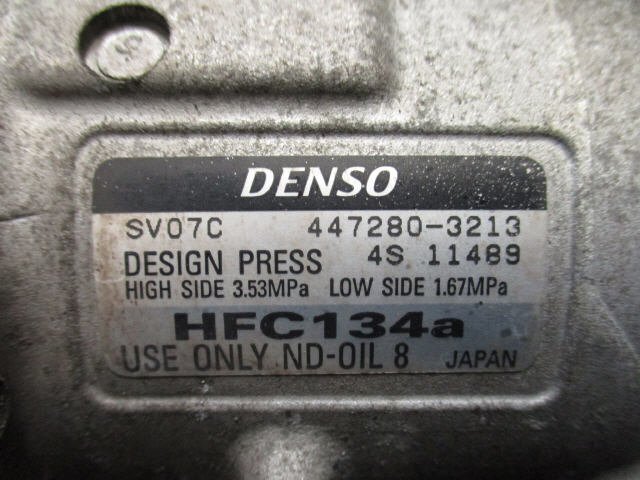 DENSO
SV07C 447280-3213
DESIGN PRESS 4S 11489
HIGH SIDE 3.53MPa LOW SIDE 1.67MPa
HFC134a
USE ONLY ND-OIL 8 JAPAN